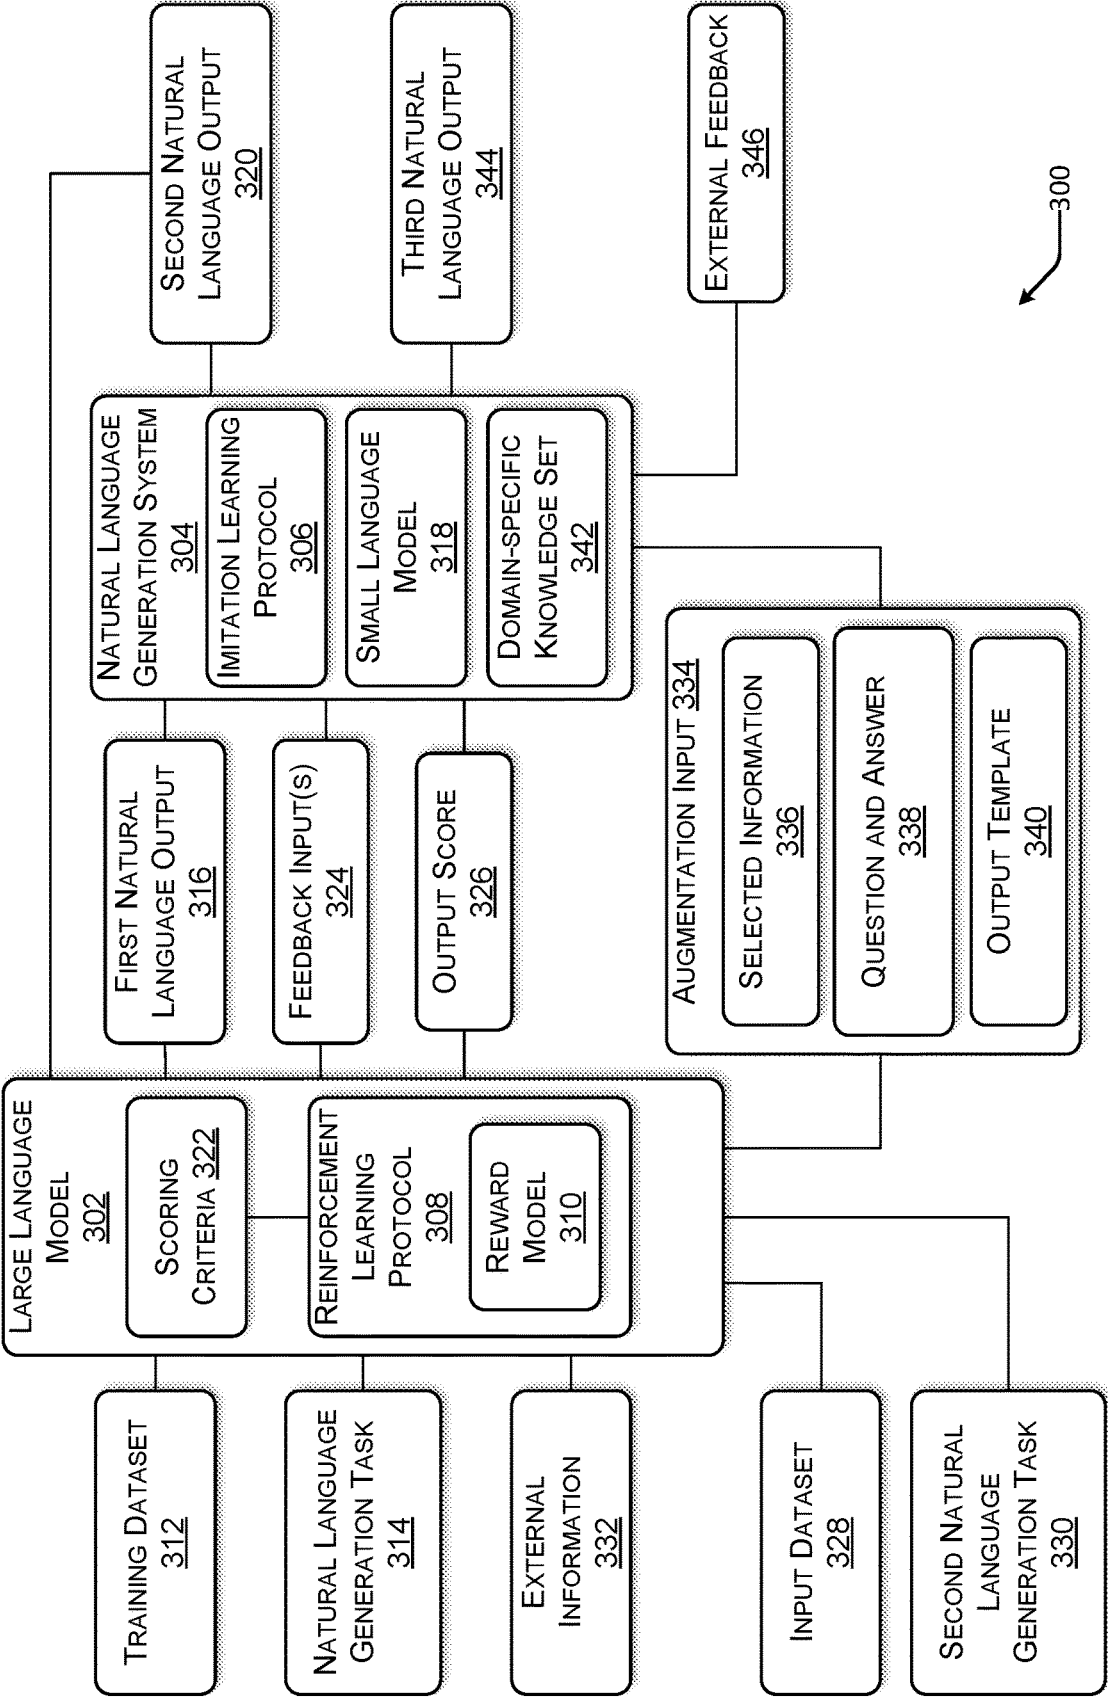 TRAINING DATASET
312
NATURAL LANGUAGE
GENERATION TASK
314
EXTERNAL
INFORMATION
332
INPUT DATASET
328
SECOND NATURAL
LANGUAGE
GENERATION TASK
330
LARGE LANGUAGE
MODEL
302
SCORING
CRITERIA 322
REINFORCEMENT
LEARNING
PROTOCOL
308
REWARD
MODEL
310
FIRST NATURAL
LANGUAGE OUTPUT
316
FEEDBACK INPUT(S)
324
OUTPUT SCORE
326
AUGMENTATION INPUT 334
SELECTED INFORMATION
336
QUESTION AND ANSWER
338
OUTPUT TEMPLATE
340
NATURAL LANGUAGE
GENERATION SYSTEM
304
IMITATION LEARNING
PROTOCOL
306
SMALL LANGUAGE
MODEL
318
DOMAIN-SPECIFIC
KNOWLEDGE SET
342
SECOND NATURAL
LANGUAGE OUTPUT
320
THIRD NATURAL
LANGUAGE OUTPUT
344
EXTERNAL FEEDBACK
346
300